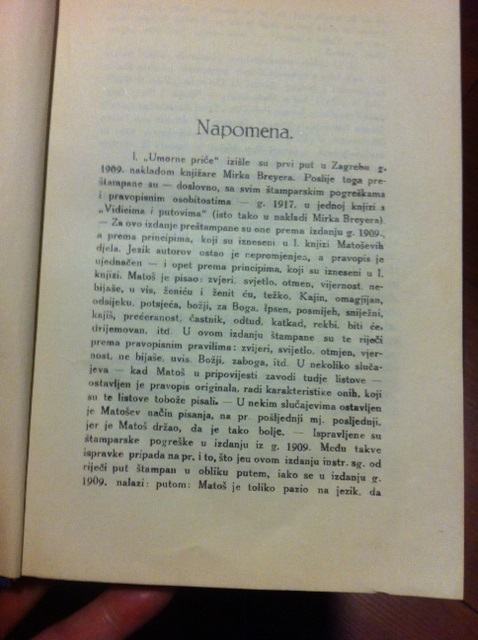 Napomena.
I. „Umorne priče“ izišle su prvi put u Zagrebu g.
1909. nakladom knjižare Mirka Breyera. Poslije toga pre-
štampane su — doslovno, sa svim štamparskim pogreškama
i pravopisnim osobitostima — g. 1917. u jednoj knjizi s
„Vidicima i putovima“ (isto tako u nakladi Mirka Breyera).
— Za ovo izdanje preštampane su one prema izdanju g. 1909.,
a prema principima, koji su izneseni u I. knjizi Matoševih
djela. Jezik autorov ostao je nepromjenjen, a pravopis je
ujednačen — i opet prema principima, koji su izneseni u I.
knjizi. Matoš je pisao: zvjeri, svjetlo, otmen, vijernost, ne-
bijaše, u vis, ženiću i ženit ću, težko, Kajin, omagjijan,
odsijeku, potsjeća, božji, za Boga, Ipsen, posmijeh, sniježni,
kajiš, prećeranost, častnik, odtud, katkad, rekbi, biti će,
drijemovan, itd. U ovom izdanju štampane su te riječi
prema pravopisnim pravilima: zvijeri, svijetlo, otmjen, vjer-
nost, ne bijaše, uvis, Božji, zaboga, itd. U nekoliko sluča-
jeva — kad Matoš u pripovijesti zavodi tudje listove —
ostavljen je pravopis originala, radi karakteristike onih, koji
su te listove tobože pisali. — U nekim slučajevima ostavljen
je Matošev način pisanja, na pr. pošljednji mj. posljednji,
jer je Matoš držao, da je tako bolje. — Ispravljene su
štamparske pogreške u izdanju iz g. 1909. Među takve
ispravke pripada na pr. i to, što je u ovom izdanju instr. sg. od
riječi put štampan u obliku putem, iako se u izdanju g.
1909. nalazi: putom: Matoš je toliko pazio na jezik, da